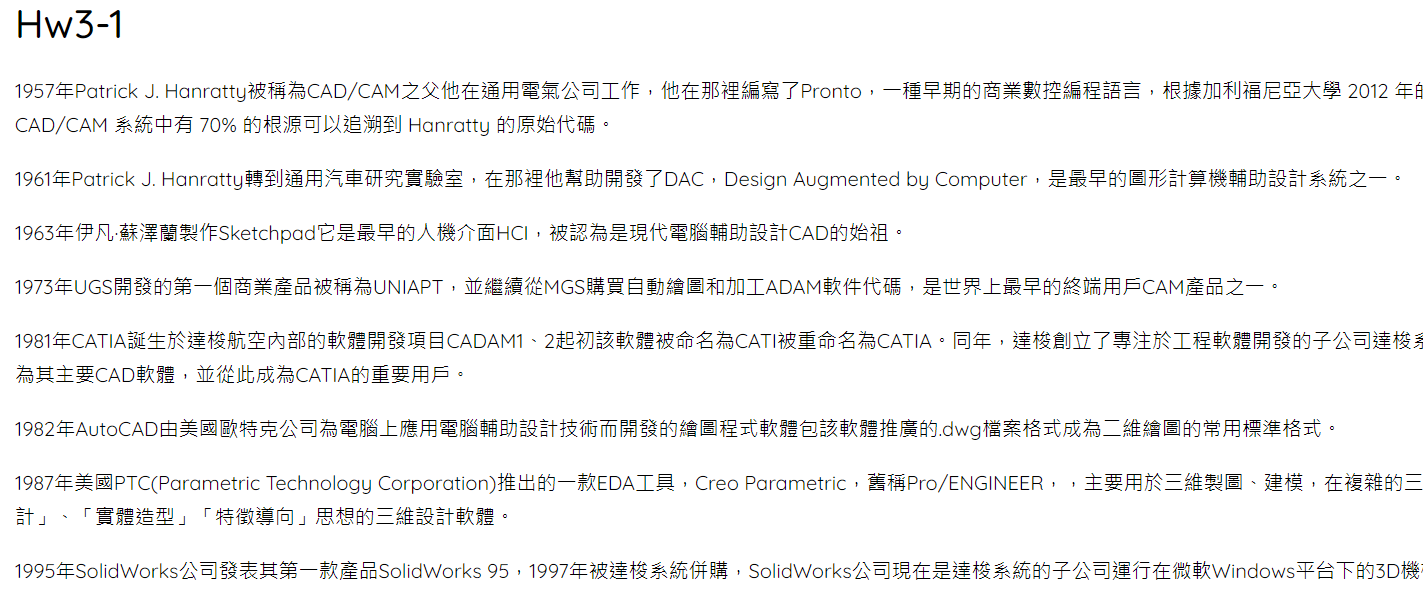 Hw3-1
1957年Patrick J. Hanratty被稱為CAD/CAM之父他在通用電氣公司工作，他在那裡編寫了Pronto，一種早期的商業數控編程語言，根據加利福尼亞大學 2012 年的
CAD/CAM 系統中有 70% 的根源可以追溯到 Hanratty 的原始代碼。
1961年Patrick J. Hanratty轉到通用汽車研究實驗室，在那裡他幫助開發了DAC，Design Augmented by Computer，是最早的圖形計算機輔助設計系統之一。
1963年伊凡·蘇澤蘭製作Sketchpad它是最早的人機介面HCI，被認為是現代電腦輔助設計CAD的始祖。
1973年UGS開發的第一個商業產品被稱為UNIAPT，並繼續從MGS購買自動繪圖和加工ADAM軟件代碼，是世界上最早的終端用戶CAM產品之一。
1981年CATIA誕生於達梭航空內部的軟體開發項目CADAM1、2起初該軟體被命名為CATI被重命名為CATIA。同年，達梭創立了專注於工程軟體開發的子公司達梭系
為其主要CAD軟體，並從此成為CATIA的重要用戶。
1982年AutoCAD由美國歐特克公司為電腦上應用電腦輔助設計技術而開發的繪圖程式軟體包該軟體推廣的.dwg檔案格式成為二維繪圖的常用標準格式。
1987年美國PTC(Parametric Technology Corporation)推出的一款EDA工具，Creo Parametric，舊稱Pro/ENGINEER，，主要用於三維製圖、建模，在複雜的三
計」、「實體造型」「特徵導向」思想的三維設計軟體。
1995年SolidWorks公司發表其第一款產品SolidWorks 95，1997年被達梭系統併購，SolidWorks公司現在是達梭系統的子公司運行在微軟Windows平台下的3D機